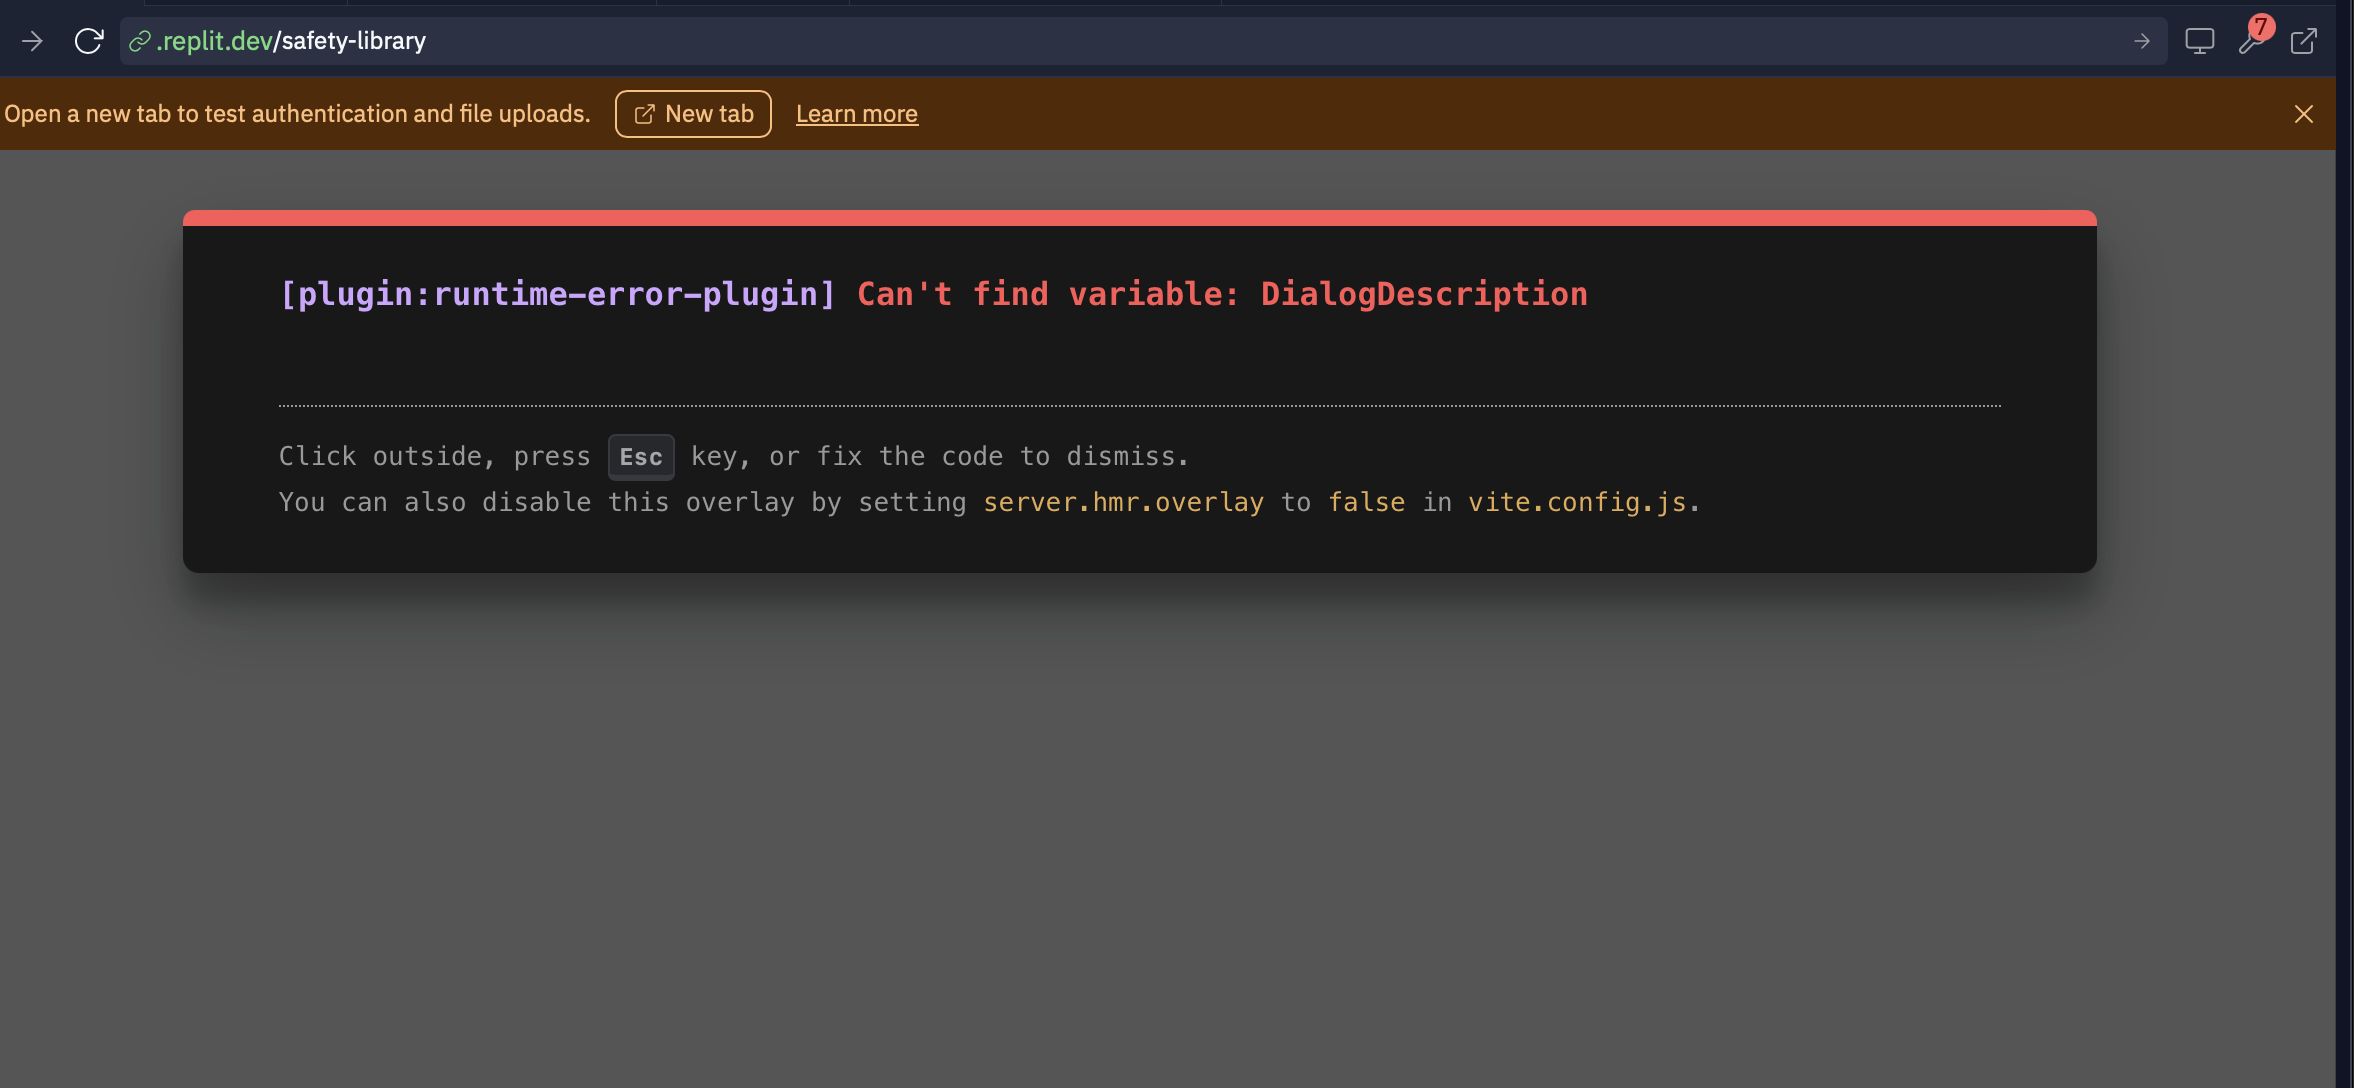 .replit.dev/safety-library
7
Open a new tab to test authentication and file uploads. New tab Learn more
[plugin:runtime-error-plugin] Can't find variable: DialogDescription
Click outside, press Esc key, or fix the code to dismiss.
You can also disable this overlay by setting server.hmr.overlay to false in vite.config.js.